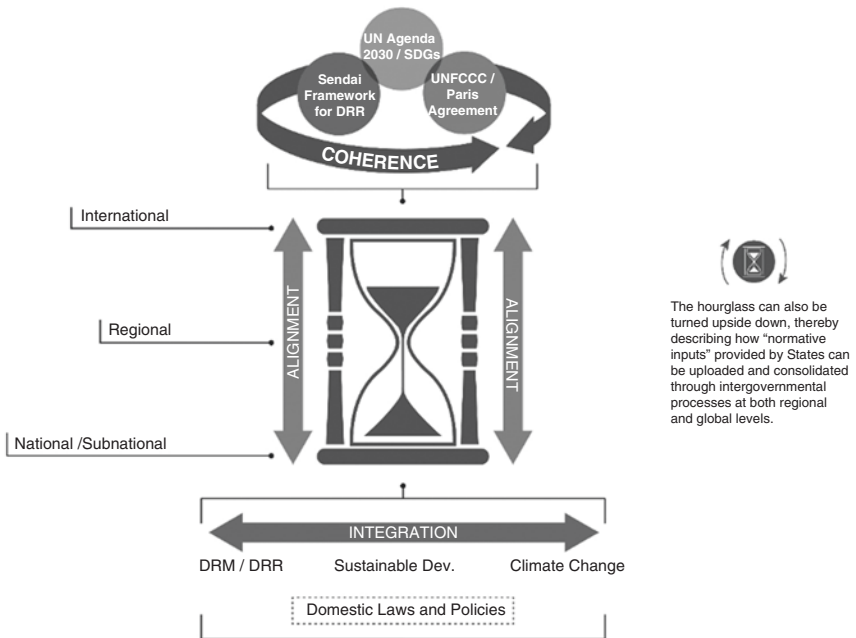 UN Agenda
2030 / SDGs
Sendai
Framework
for DRR
UNFCCC /
Paris
Agreement
COHERENCE
International
Regional
National /Subnational
ALIGNMENT
ALIGNMENT
The hourglass can also be
turned upside down, thereby
describing how “normative
inputs” provided by States can
be uploaded and consolidated
through intergovernmental
processes at both regional
and global levels.
INTEGRATION
DRM / DRR
Sustainable Dev.
Climate Change
Domestic Laws and Policies